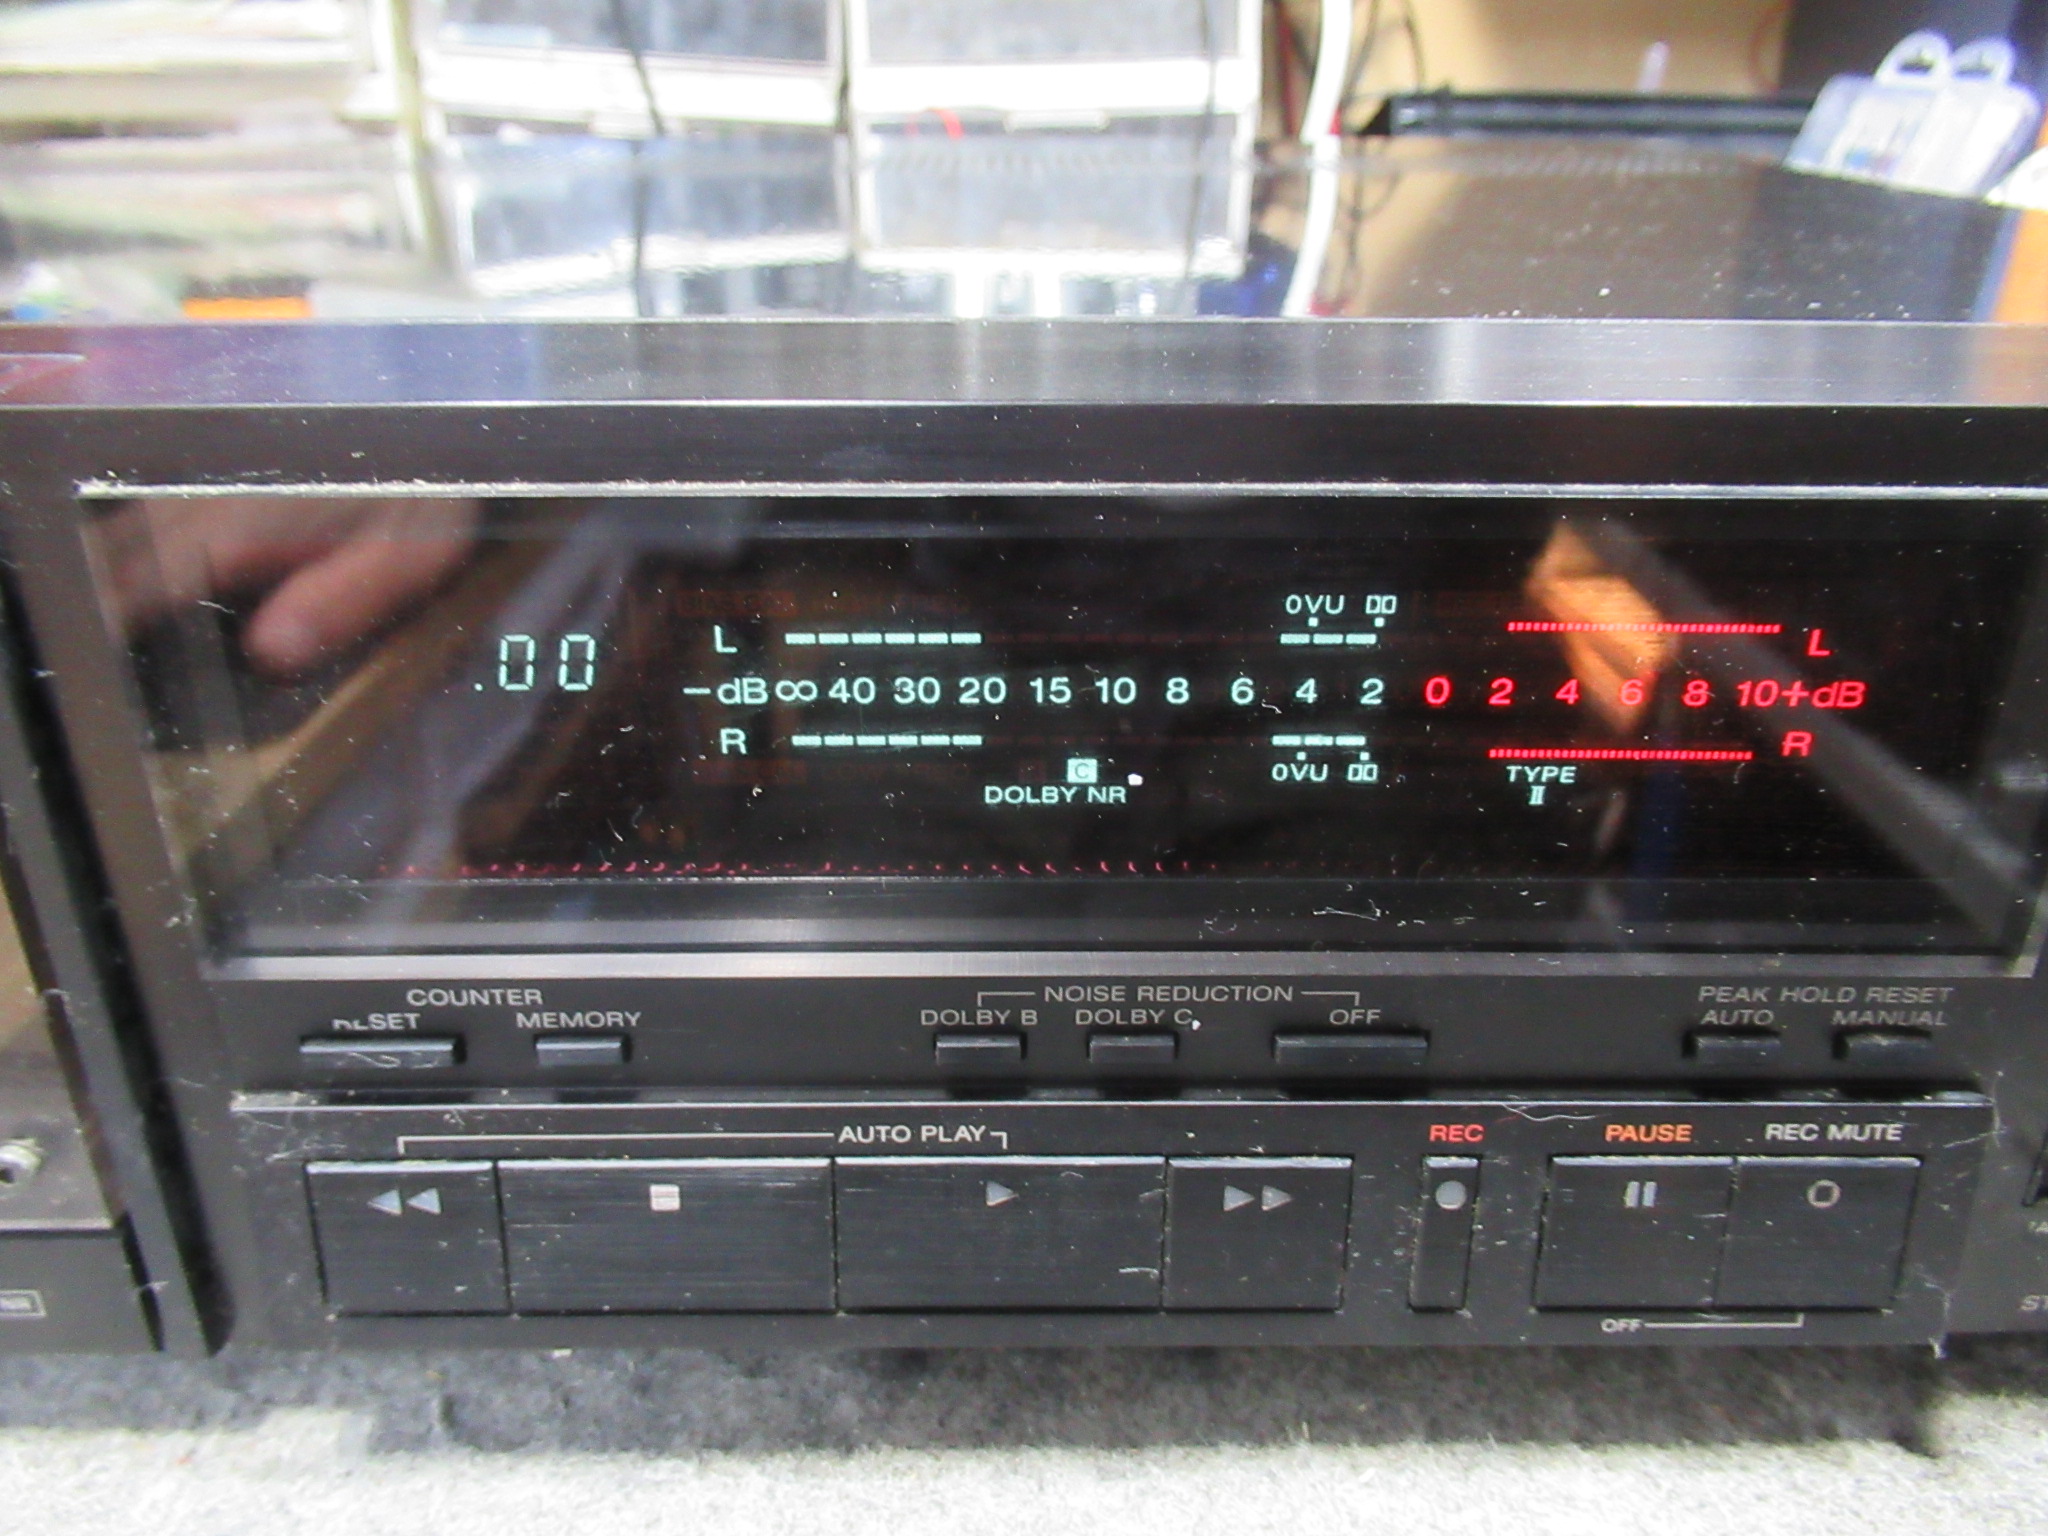 0VU
L
L
.00
−dB ∞ 40 30 20 15 10 8 6 4 2 0 2 4 6 8 10 +dB
R
R
C
0VU
TYPE
II
DOLBY NR
COUNTER
RESET MEMORY
NOISE REDUCTION
DOLBY B DOLBY C OFF
PEAK HOLD RESET
AUTO MANUAL
AUTO PLAY
REC
PAUSE
REC MUTE
OFF